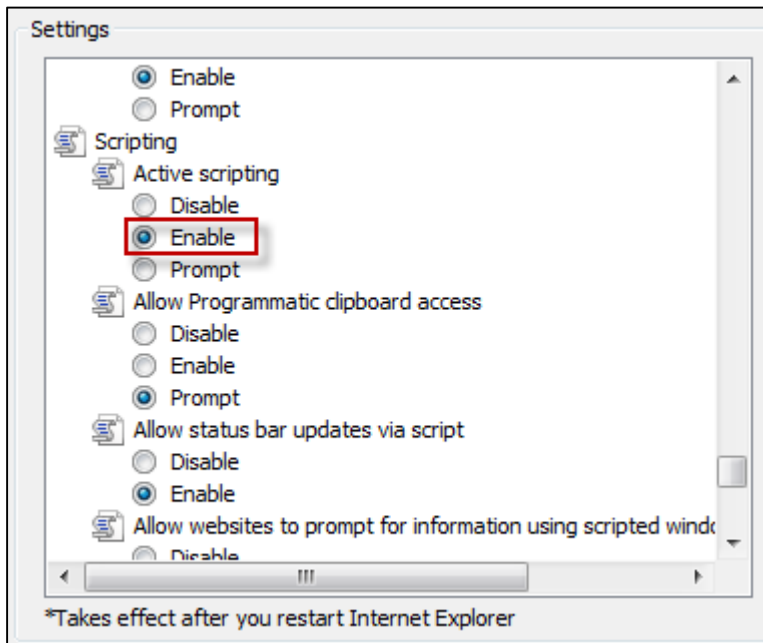 Settings
Enable
Prompt
Scripting
Active scripting
Disable
Enable
Prompt
Allow Programmatic clipboard access
Disable
Enable
Prompt
Allow status bar updates via script
Disable
Enable
Allow websites to prompt for information using scripted
Disable
*Takes effect after you restart Internet Explorer